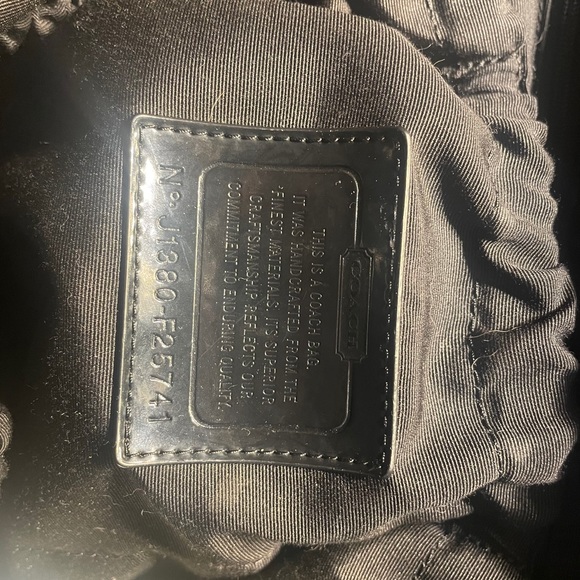 COACH
THIS IS A COACH BAG.
IT WAS HANDCRAFTED FROM THE
FINEST MATERIALS. ITS SUPERIOR
CRAFTSMANSHIP REFLECTS OUR
COMMITMENT TO ENDURING QUALITY.
Nº J1380-F25741